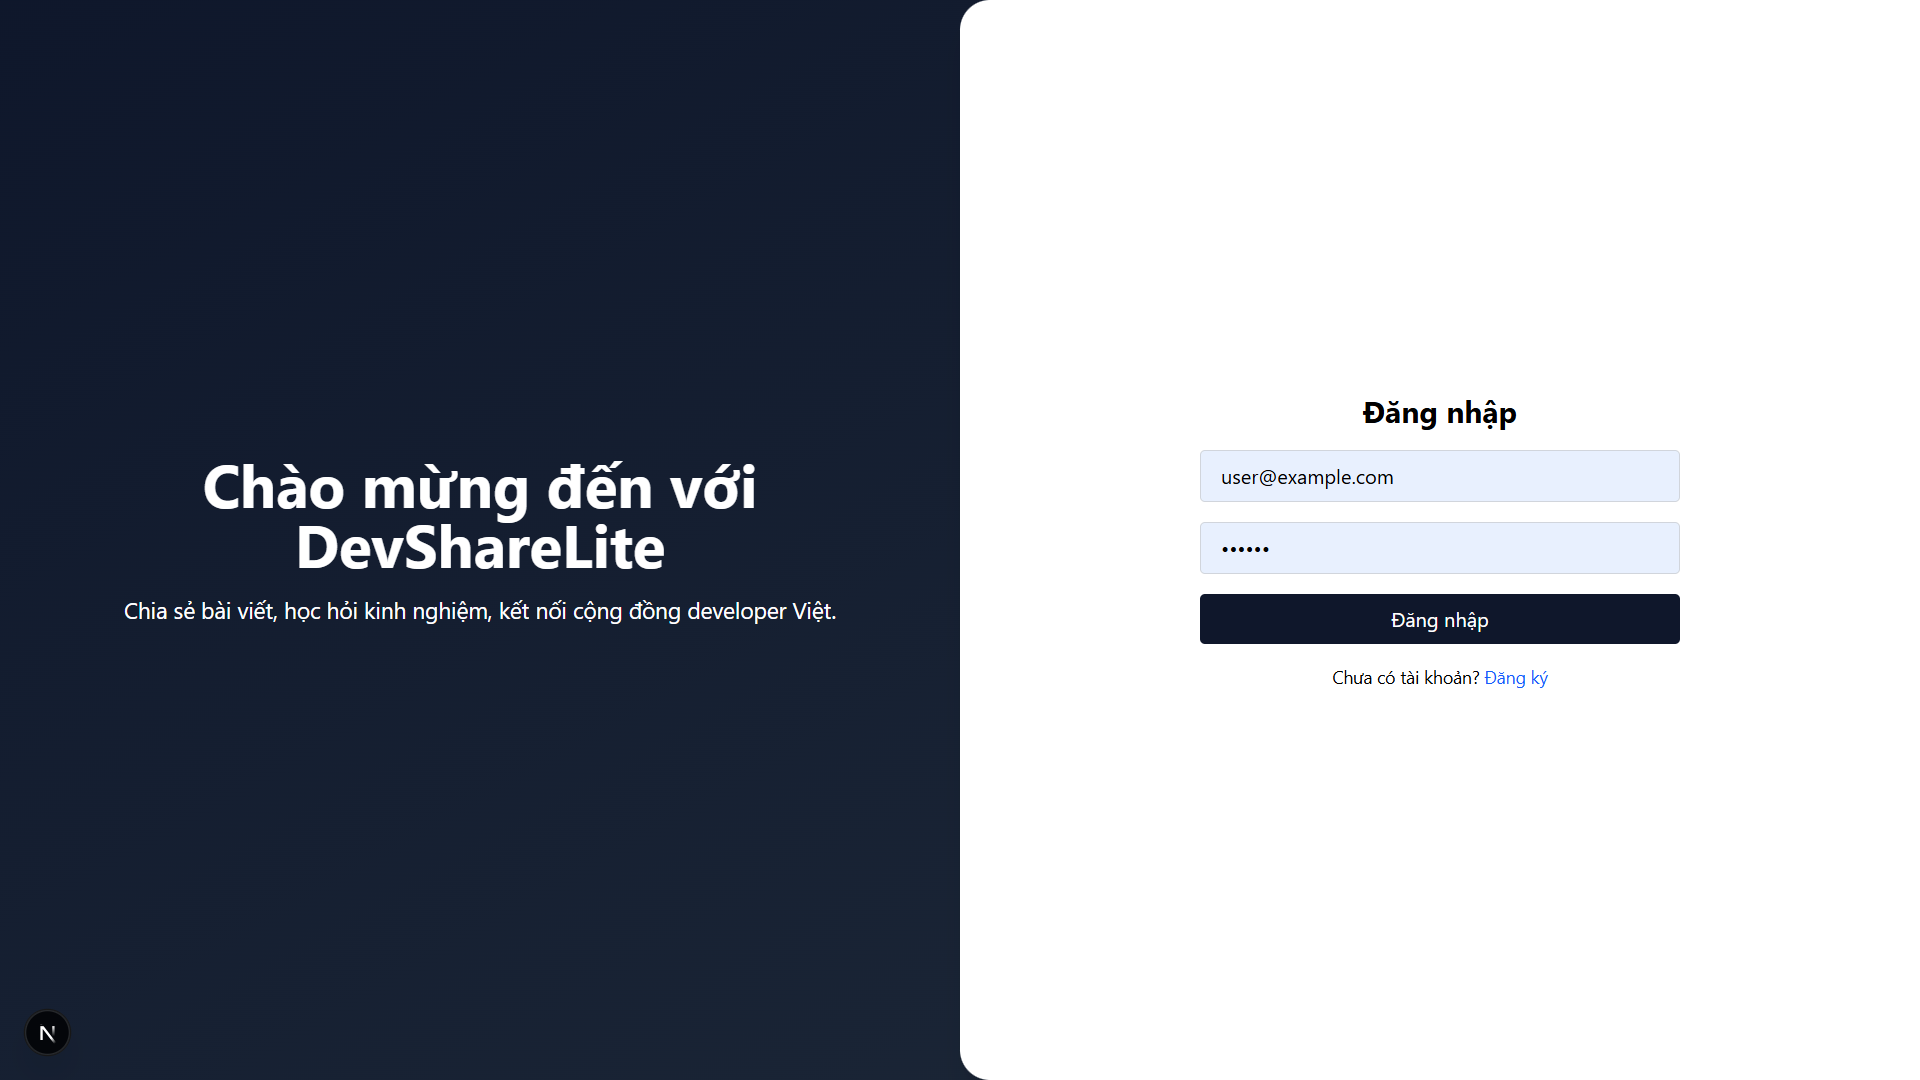 Chào mừng đến với
DevShareLite
Chia sẻ bài viết, học hỏi kinh nghiệm, kết nối cộng đồng developer Việt.
Đăng nhập
user@example.com
••••••
Đăng nhập
Chưa có tài khoản? Đăng ký
N